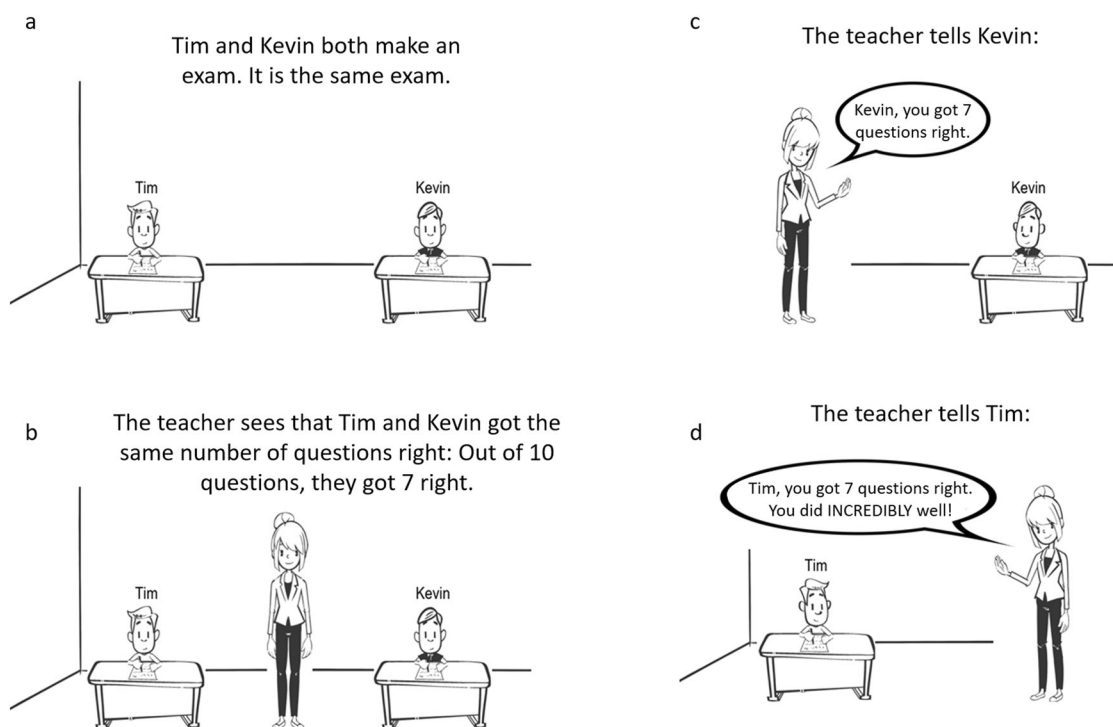 a
Tim and Kevin both make an
exam. It is the same exam.
Tim
Kevin
b
The teacher sees that Tim and Kevin got the
same number of questions right: Out of 10
questions, they got 7 right.
Tim
Kevin
c
The teacher tells Kevin:
Kevin, you got 7
questions right.
Kevin
d
The teacher tells Tim:
Tim, you got 7 questions right.
You did INCREDIBLY well!
Tim